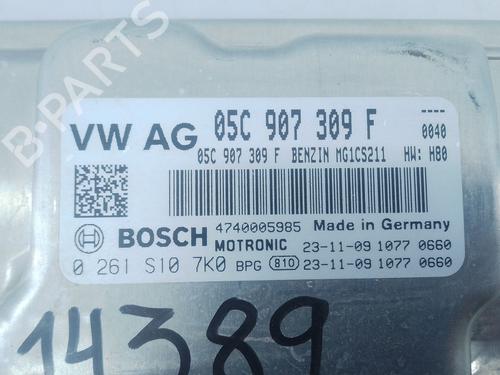 B-PARTS
VW AG 05C 907 309 F
----
0040
05C 907 309 F BENZIN MG1CS211 HW: H80
BOSCH 4740005985 Made in Germany
MOTRONIC 23-11-09 1077 0660
0 261 S10 7K0 BPG 810 23-11-09 1077 0660
14389